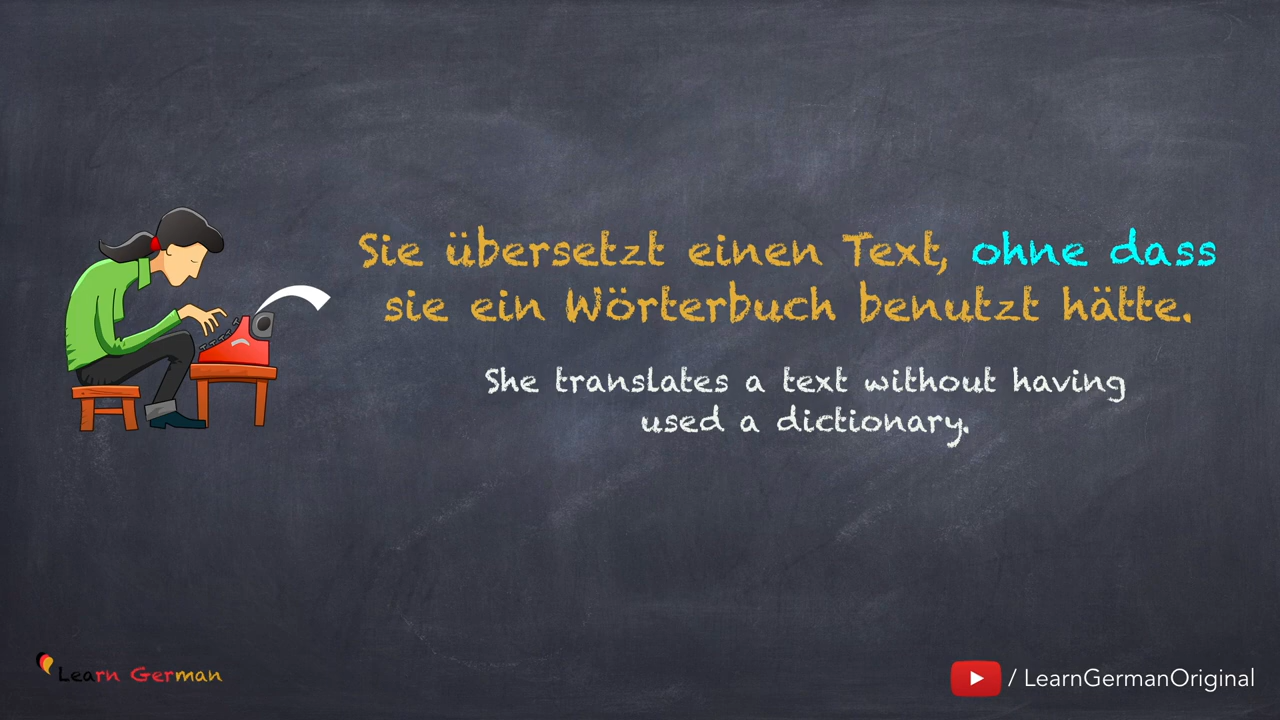 Sie übersetzt einen Text, ohne dass
sie ein Wörterbuch benutzt hätte.
She translates a text without having
used a dictionary.
Learn German
/ LearnGermanOriginal